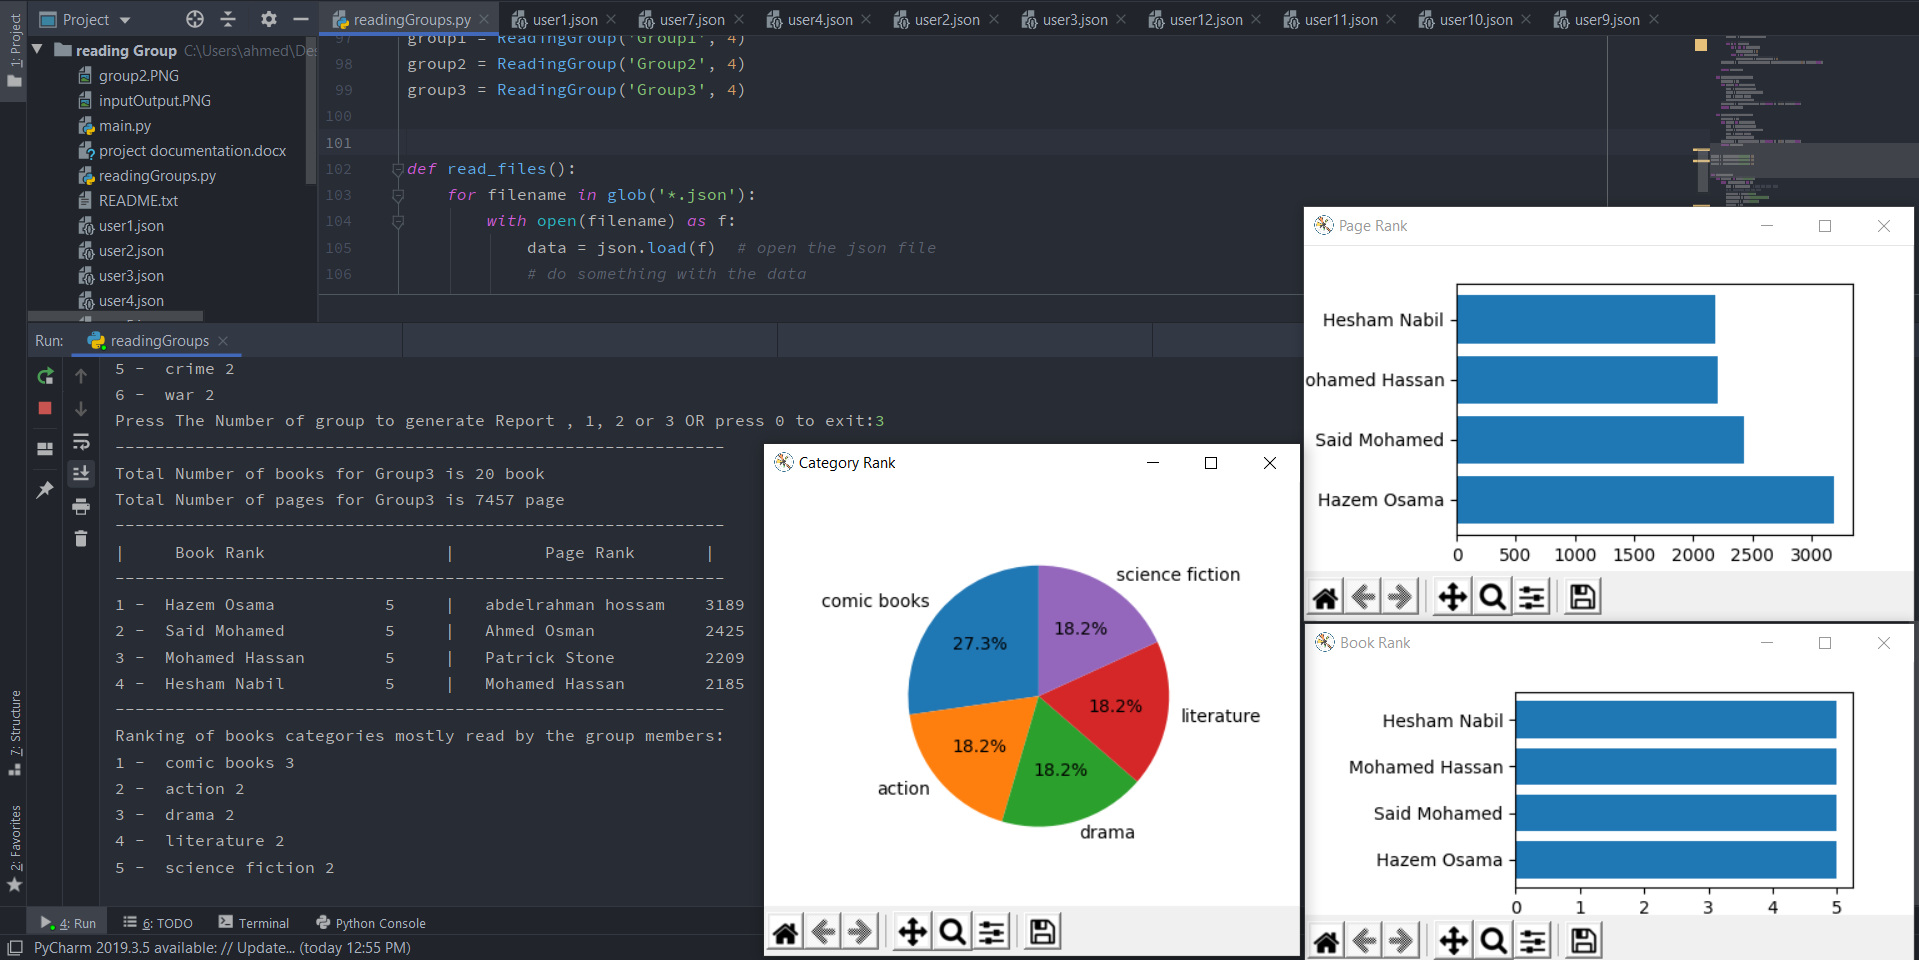 1: Project
Project
readingGroups.py
user1.json
user7.json
user4.json
user2.json
user3.json
user12.json
user11.json
user10.json
user9.json
reading Group C:\Users\ahmed\De
group2.PNG
inputOutput.PNG
main.py
project documentation.docx
readingGroups.py
README.txt
user1.json
user2.json
user3.json
user4.json
97 group1 = ReadingGroup('Group1', 4)
98 group2 = ReadingGroup('Group2', 4)
99 group3 = ReadingGroup('Group3', 4)
100
101
102 def read_files():
103 for filename in glob('*.json'):
104 with open(filename) as f:
105 data = json.load(f) # open the json file
106 # do something with the data
Run: readingGroups
5 - crime 2
6 - war 2
Press The Number of group to generate Report , 1, 2 or 3 OR press 0 to exit:3
-------------------------------------------------------------
Total Number of books for Group3 is 20 book
Total Number of pages for Group3 is 7457 page
-------------------------------------------------------------
| Book Rank | Page Rank |
-------------------------------------------------------------
1 - Hazem Osama 5 | abdelrahman hossam 3189
2 - Said Mohamed 5 | Ahmed Osman 2425
3 - Mohamed Hassan 5 | Patrick Stone 2209
4 - Hesham Nabil 5 | Mohamed Hassan 2185
-------------------------------------------------------------
Ranking of books categories mostly read by the group members:
1 - comic books 3
2 - action 2
3 - drama 2
4 - literature 2
5 - science fiction 2
7: Structure
2: Favorites
4: Run
6: TODO
Terminal
Python Console
PyCharm 2019.3.5 available: // Update... (today 12:55 PM)
Category Rank
science fiction
comic books
18.2%
27.3%
18.2%
literature
18.2%
18.2%
action
drama
Page Rank
Hesham Nabil
ohamed Hassan
Said Mohamed
Hazem Osama
0 500 1000 1500 2000 2500 3000
Book Rank
Hesham Nabil
Mohamed Hassan
Said Mohamed
Hazem Osama
0 1 2 3 4 5